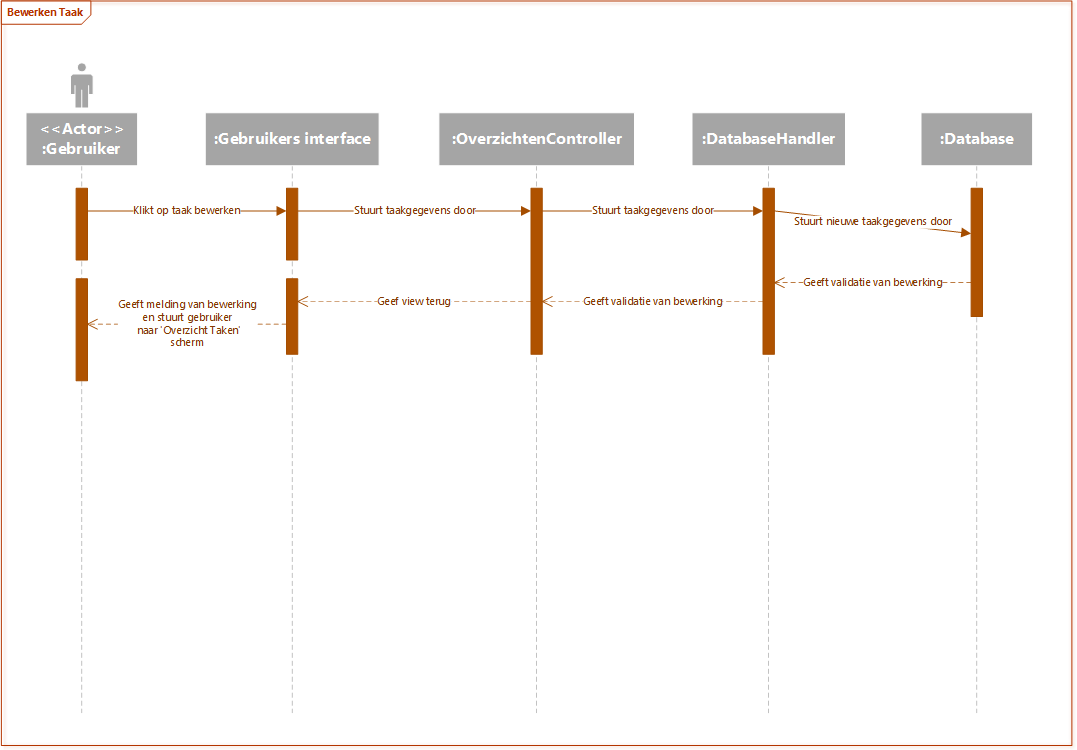 Bewerken Taak
<<Actor>>
:Gebruiker
:Gebruikers interface
:OverzichtenController
:DatabaseHandler
:Database
Klikt op taak bewerken
Stuurt taakgegevens door
Stuurt taakgegevens door
Stuurt nieuwe taakgegevens door
Geeft validatie van bewerking
Geeft validatie van bewerking
Geef view terug
Geeft melding van bewerking
en stuurt gebruiker
naar 'Overzicht Taken'
scherm